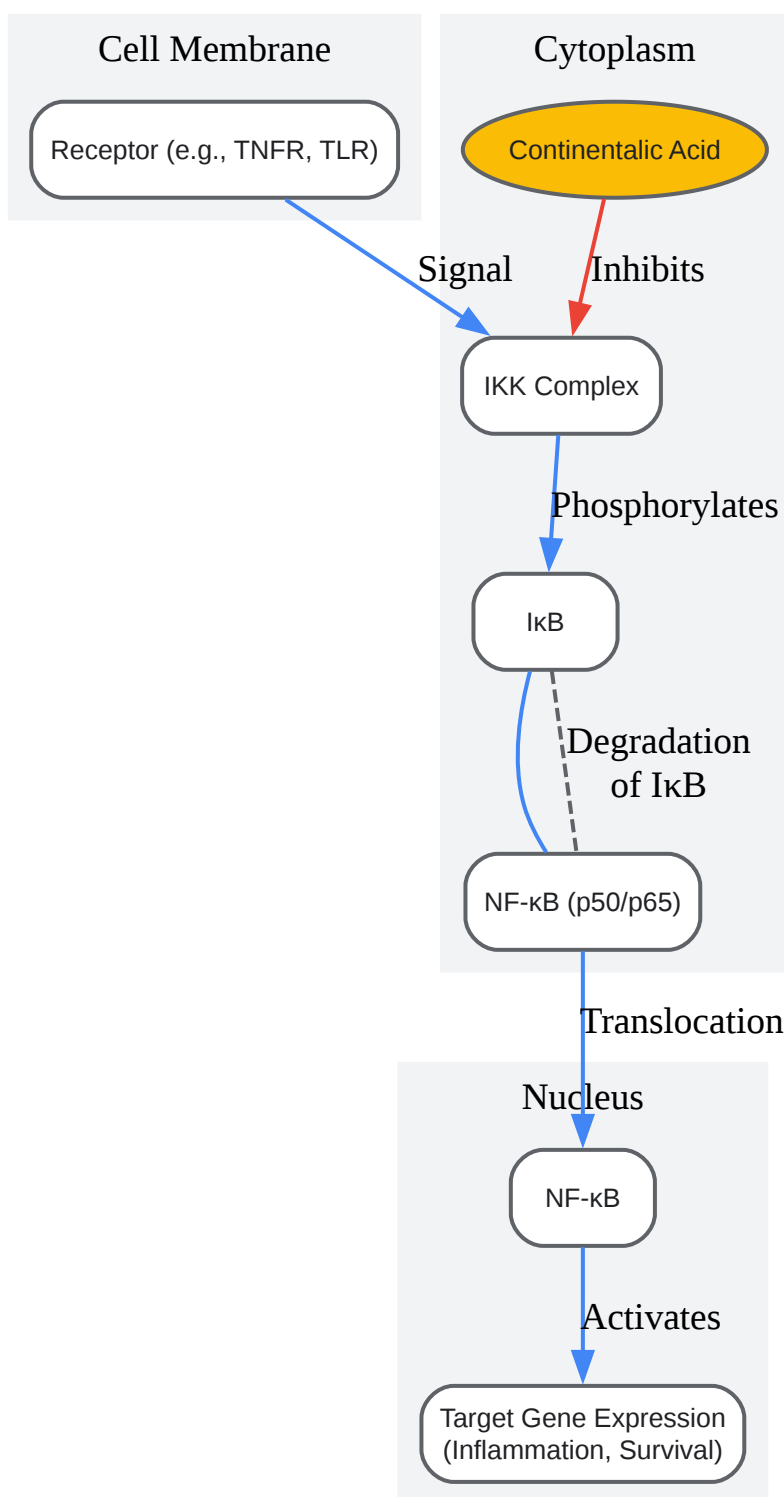 Cell Membrane
Cytoplasm
Receptor (e.g., TNFR, TLR)
Continentalic Acid
Signal
Inhibits
IKK Complex
Phosphorylates
IκB
Degradation
of IκB
NF-κB (p50/p65)
Translocation
Nucleus
NF-κB
Activates
Target Gene Expression
(Inflammation, Survival)